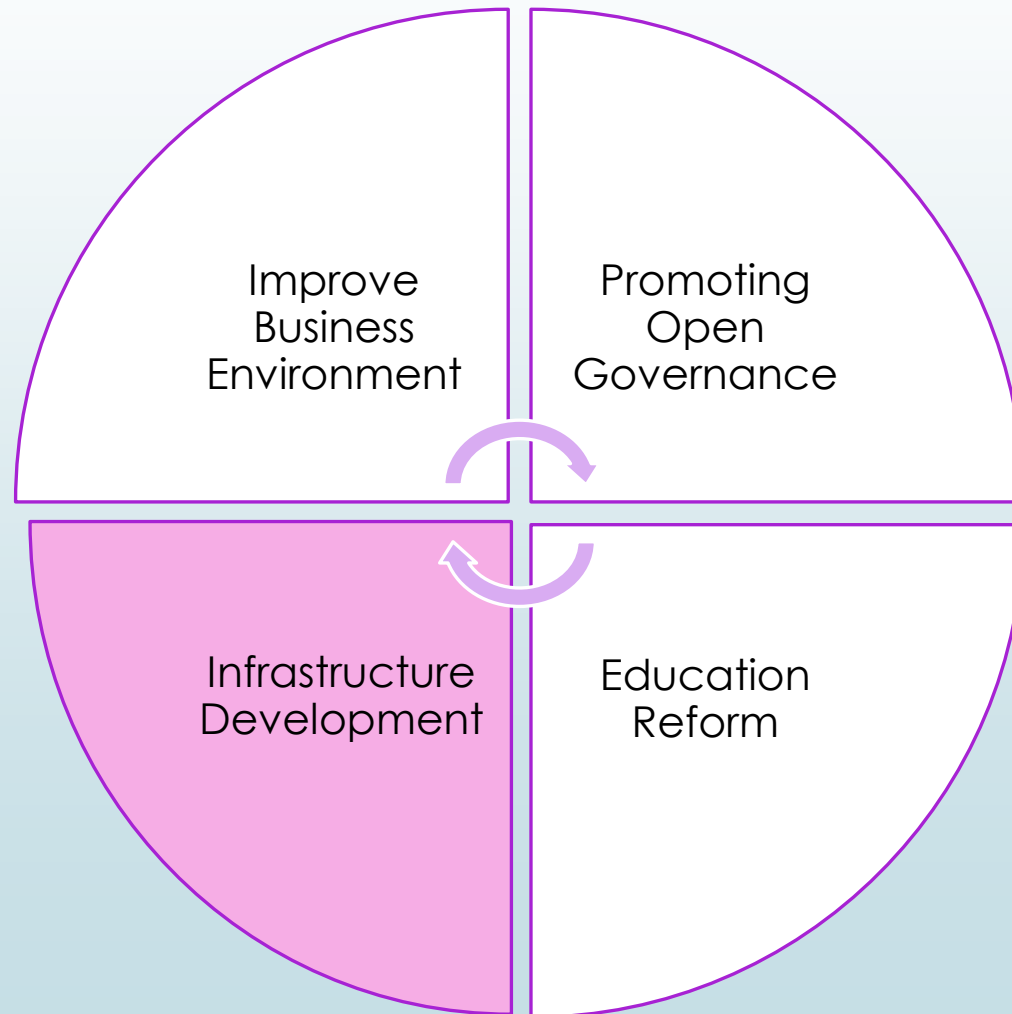 Improve
Business
Environment
Promoting
Open
Governance
Infrastructure
Development
Education
Reform